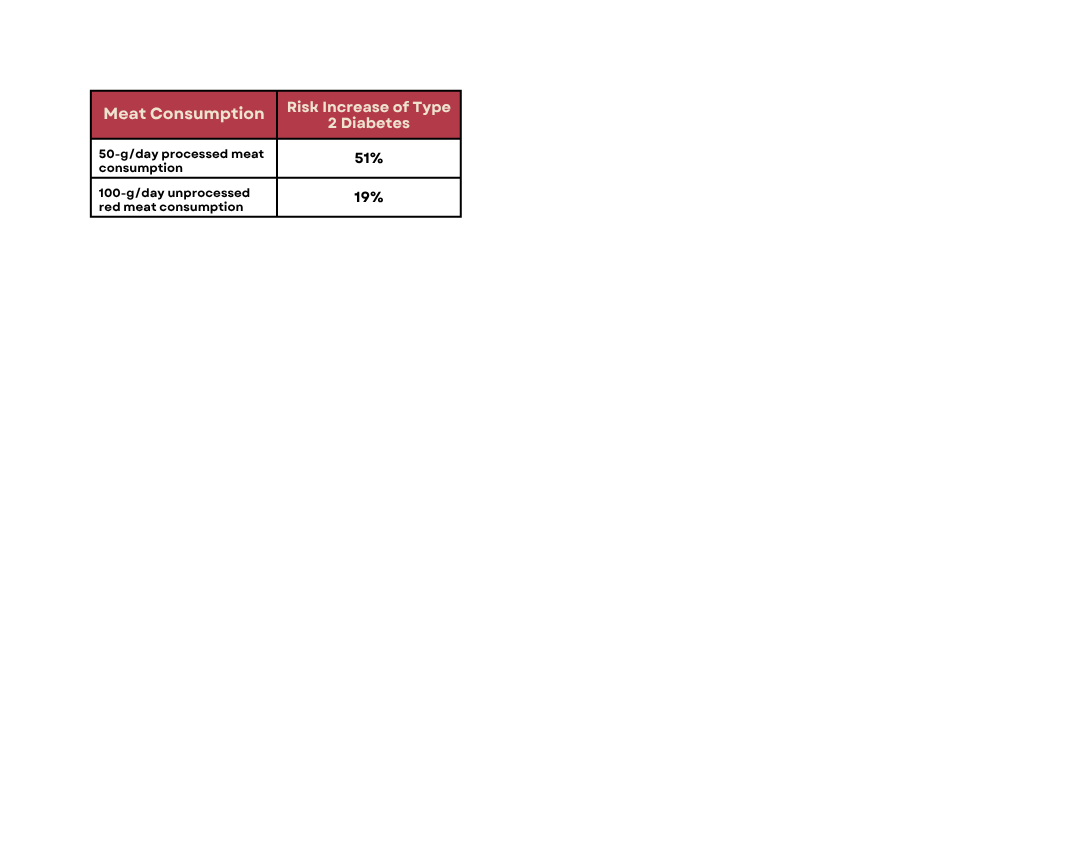 Meat Consumption
Risk Increase of Type
2 Diabetes
50-g/day processed meat
consumption
51%
100-g/day unprocessed
red meat consumption
19%